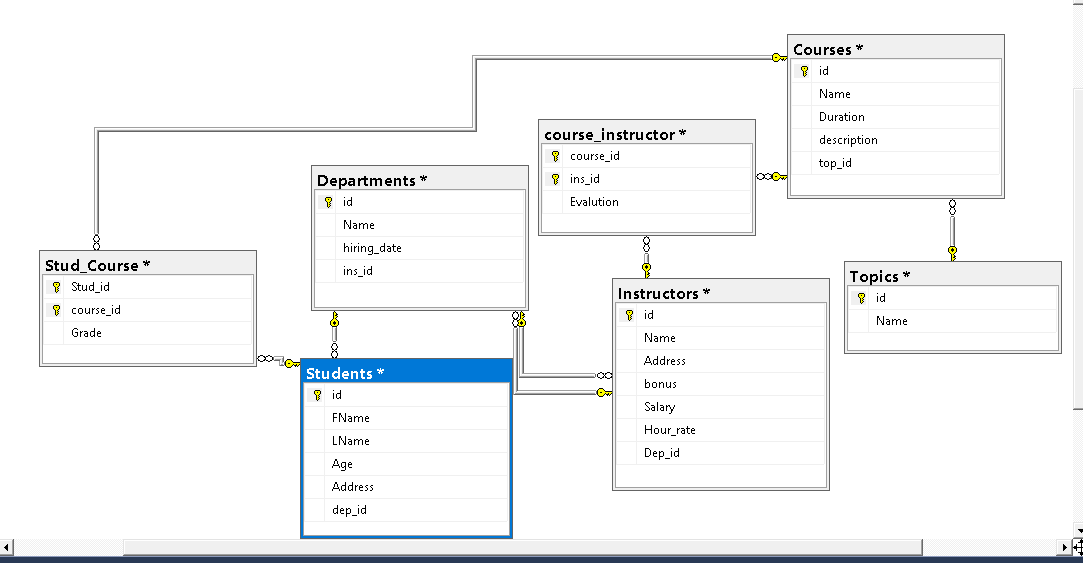 Courses *
id
Name
Duration
description
top_id
course_instructor *
course_id
ins_id
Evalution
Departments *
id
Name
hiring_date
ins_id
Stud_Course *
Stud_id
course_id
Grade
Instructors *
id
Name
Address
bonus
Salary
Hour_rate
Dep_id
Topics *
id
Name
Students *
id
FName
LName
Age
Address
dep_id